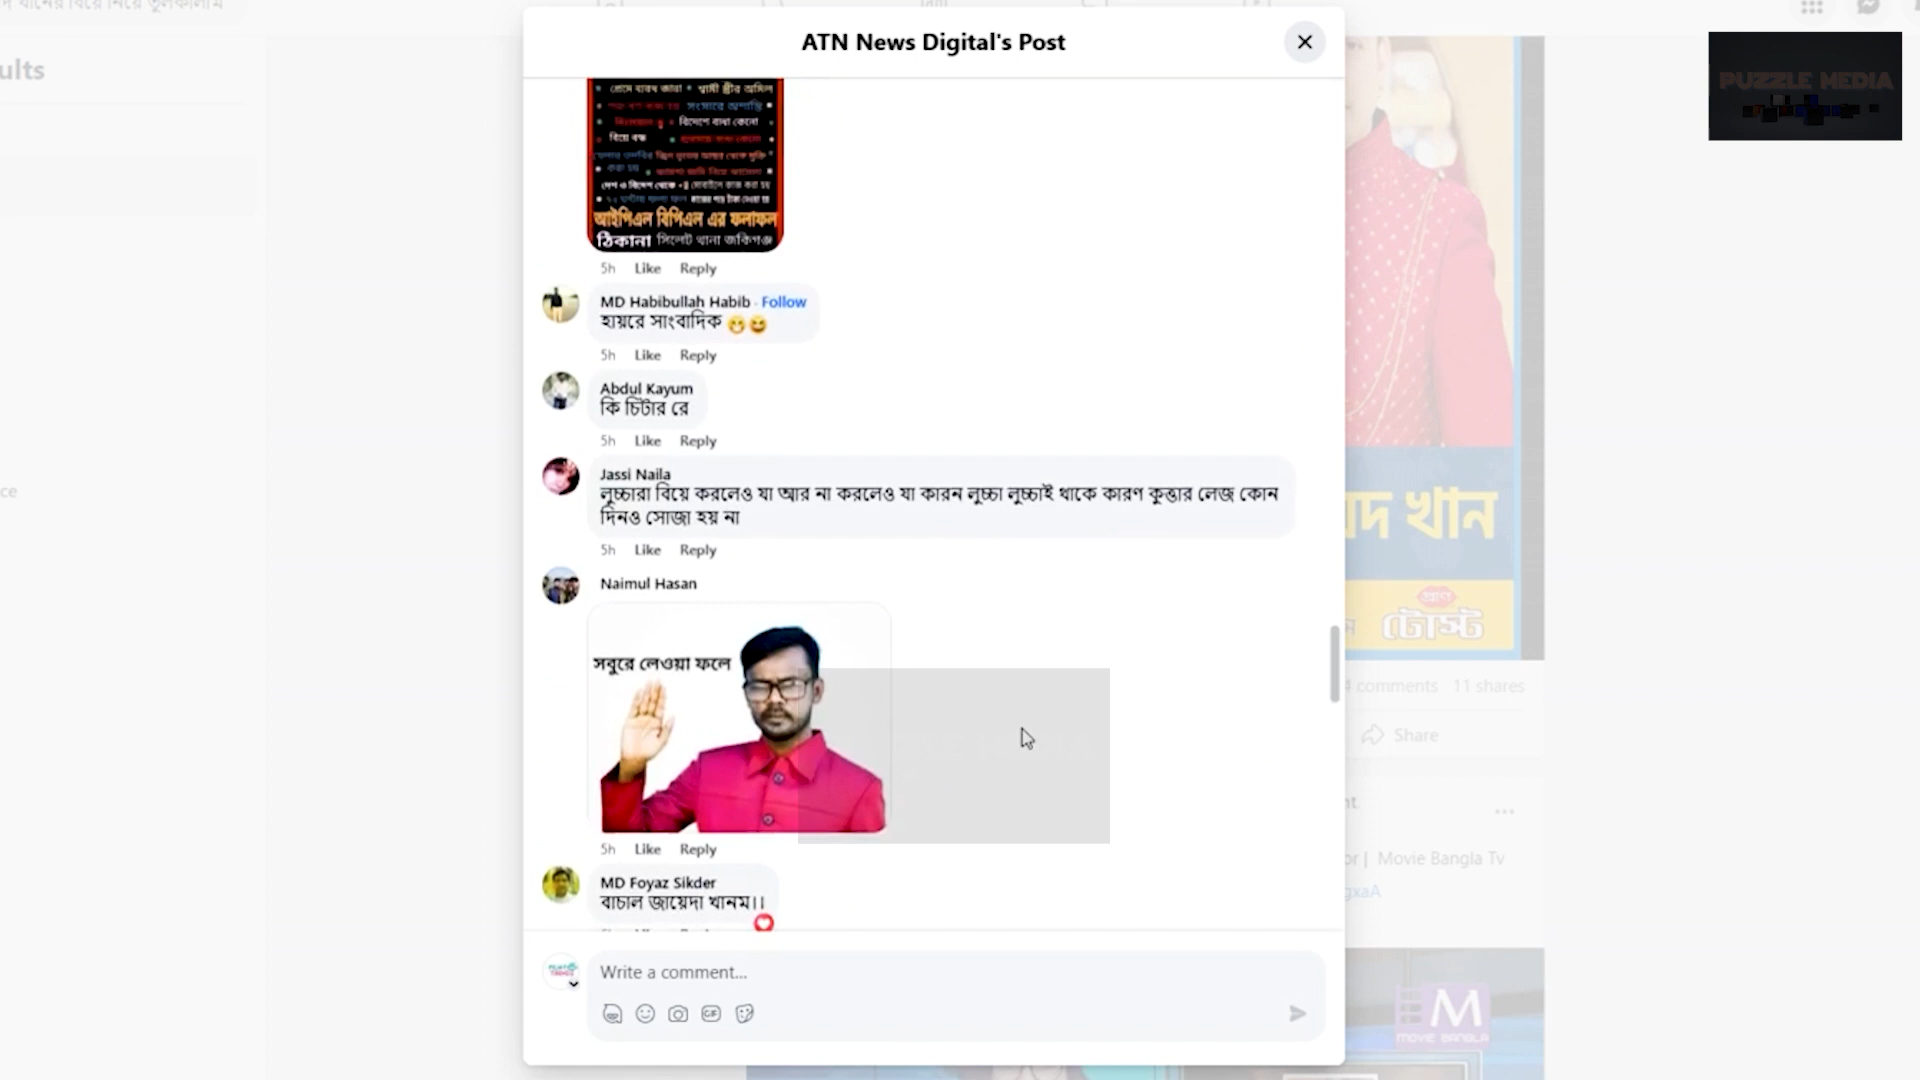 ATN News Digital's Post
PUZZLE MEDIA
আইপিএল বিপিএল এর ফলাফল
ঠিকানা সিলেট থানা জকিগঞ্জ
5h Like Reply
MD Habibullah Habib · Follow
হায়রে সাংবাদিক
5h Like Reply
Abdul Kayum
কি চিটার রে
5h Like Reply
Jassi Naila
লুচ্চারা বিয়ে করলেও যা আর না করলেও যা কারন লুচ্চা লুচ্চাই থাকে কারণ কুত্তার লেজ কোন
দিনও সোজা হয় না
5h Like Reply
Naimul Hasan
সবুরে লেওয়া ফলে
5h Like Reply
MD Foyaz Sikder
বাচাল জায়েদা খানম।।
Write a comment...
খান
টোস্ট
comments 11 shares
Share
Movie Bangla Tv
gxaA
M
MOVIE BANGLA